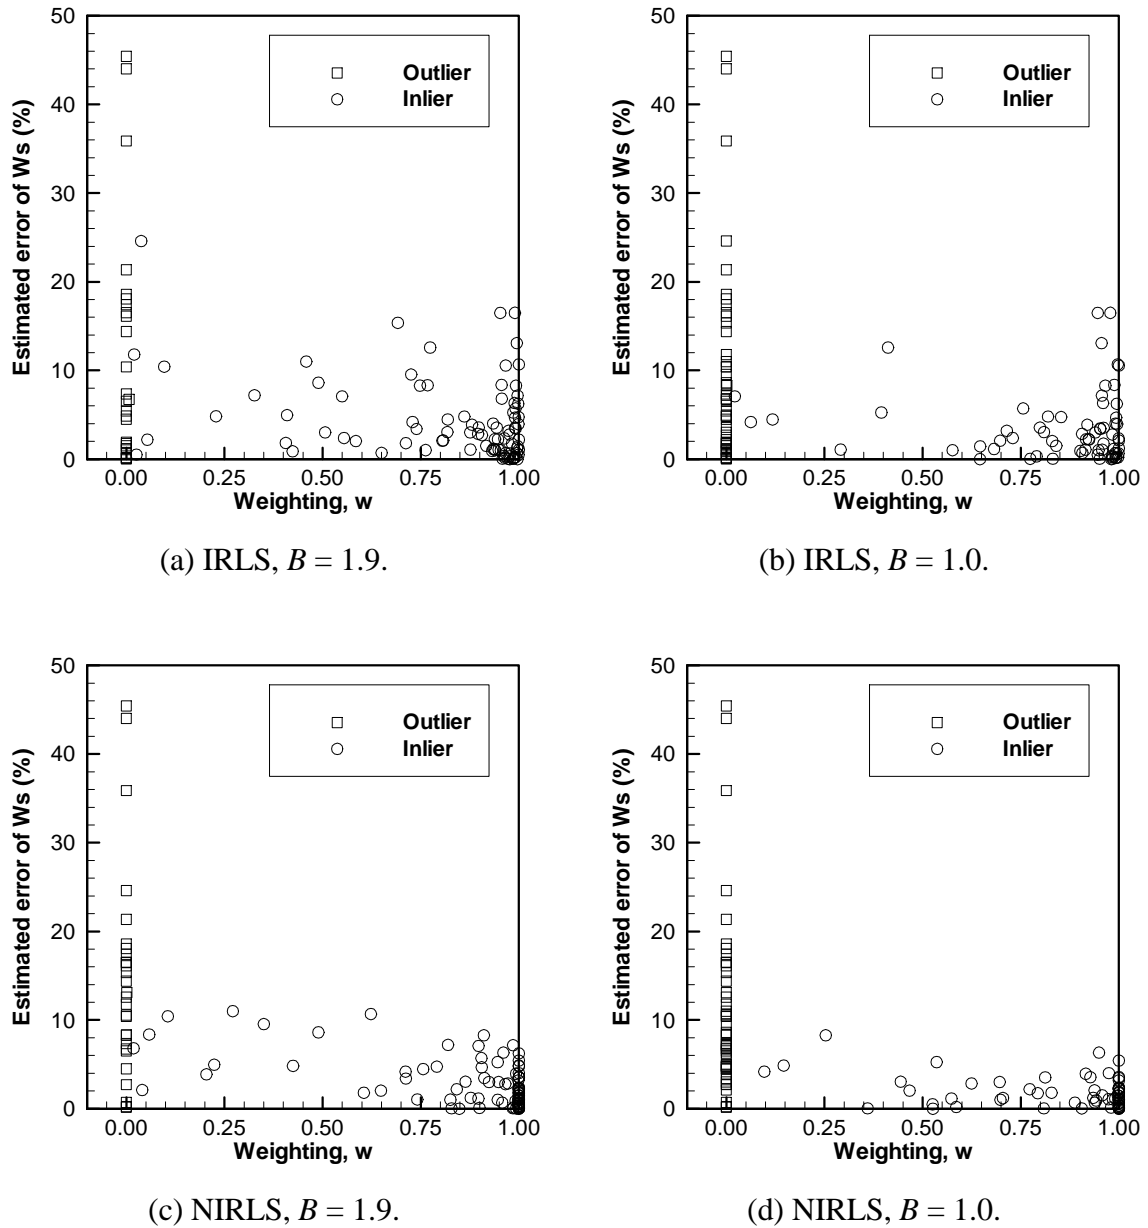 50
40
30
20
10
0
Estimated error of Ws (%)
Outlier
Inlier
0.00 0.25 0.50 0.75 1.00
Weighting, w
(a) IRLS, B = 1.9.
50
40
30
20
10
0
Estimated error of Ws (%)
Outlier
Inlier
0.00 0.25 0.50 0.75 1.00
Weighting, w
(b) IRLS, B = 1.0.
50
40
30
20
10
0
Estimated error of Ws (%)
Outlier
Inlier
0.00 0.25 0.50 0.75 1.00
Weighting, w
(c) NIRLS, B = 1.9.
50
40
30
20
10
0
Estimated error of Ws (%)
Outlier
Inlier
0.00 0.25 0.50 0.75 1.00
Weighting, w
(d) NIRLS, B = 1.0.